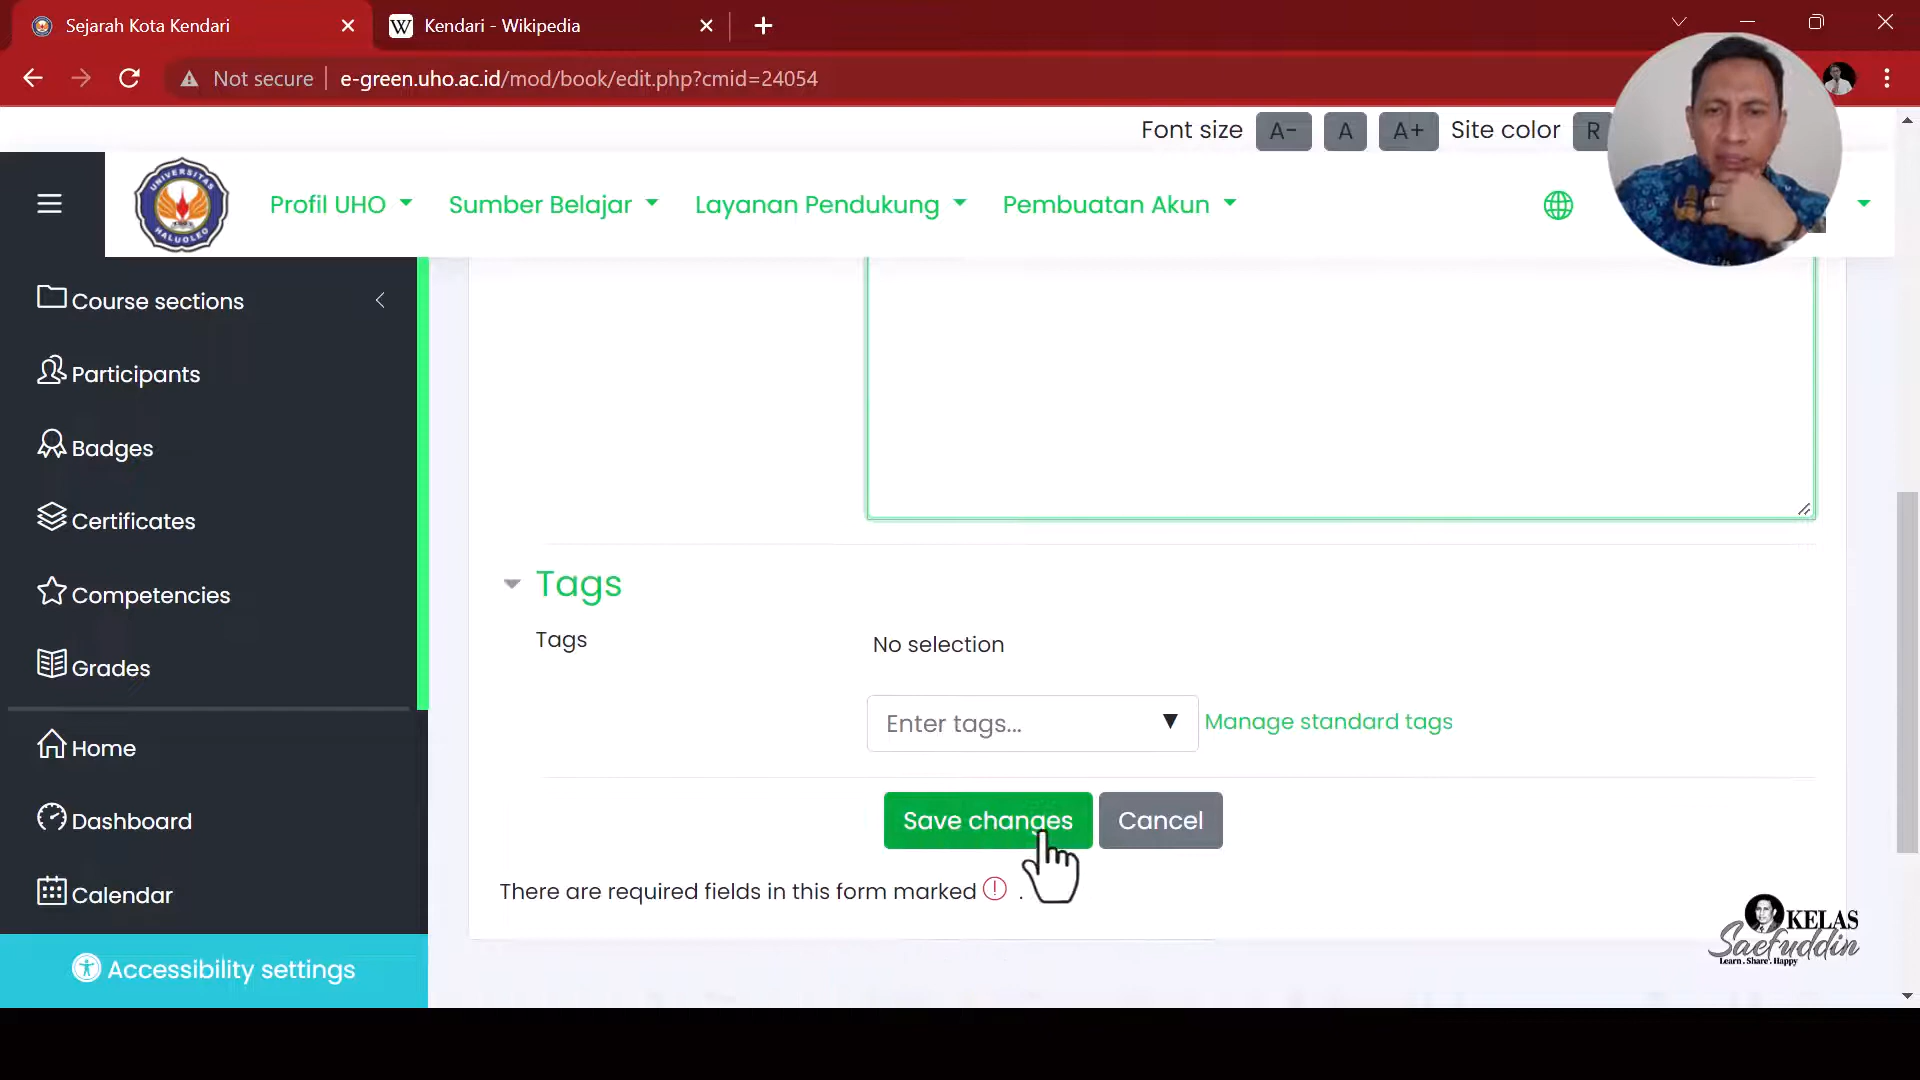 Sejarah Kota Kendari
W Kendari - Wikipedia
Not secure e-green.uho.ac.id/mod/book/edit.php?cmid=24054
Font size A- A A+ Site color R
UNIVERSITAS
HALUOLEO
Profil UHO Sumber Belajar Layanan Pendukung Pembuatan Akun
Course sections
Participants
Badges
Certificates
Competencies
Grades
Home
Dashboard
Calendar
Accessibility settings
Tags
Tags No selection
Enter tags... Manage standard tags
Save changes Cancel
There are required fields in this form marked .
KELAS
Saefuddin
Learn . Share . Happy